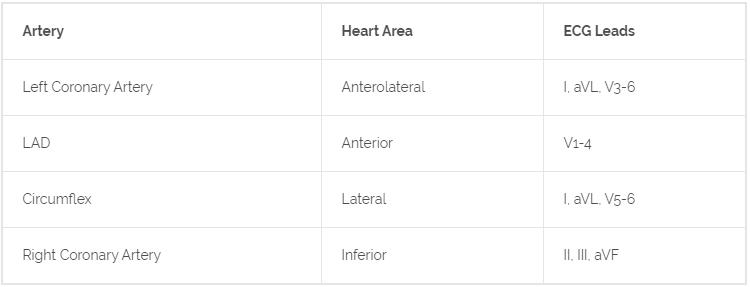 Artery Heart Area ECG Leads
Left Coronary Artery Anterolateral I, aVL, V3-6
LAD Anterior V1-4
Circumflex Lateral I, aVL, V5-6
Right Coronary Artery Inferior II, III, aVF